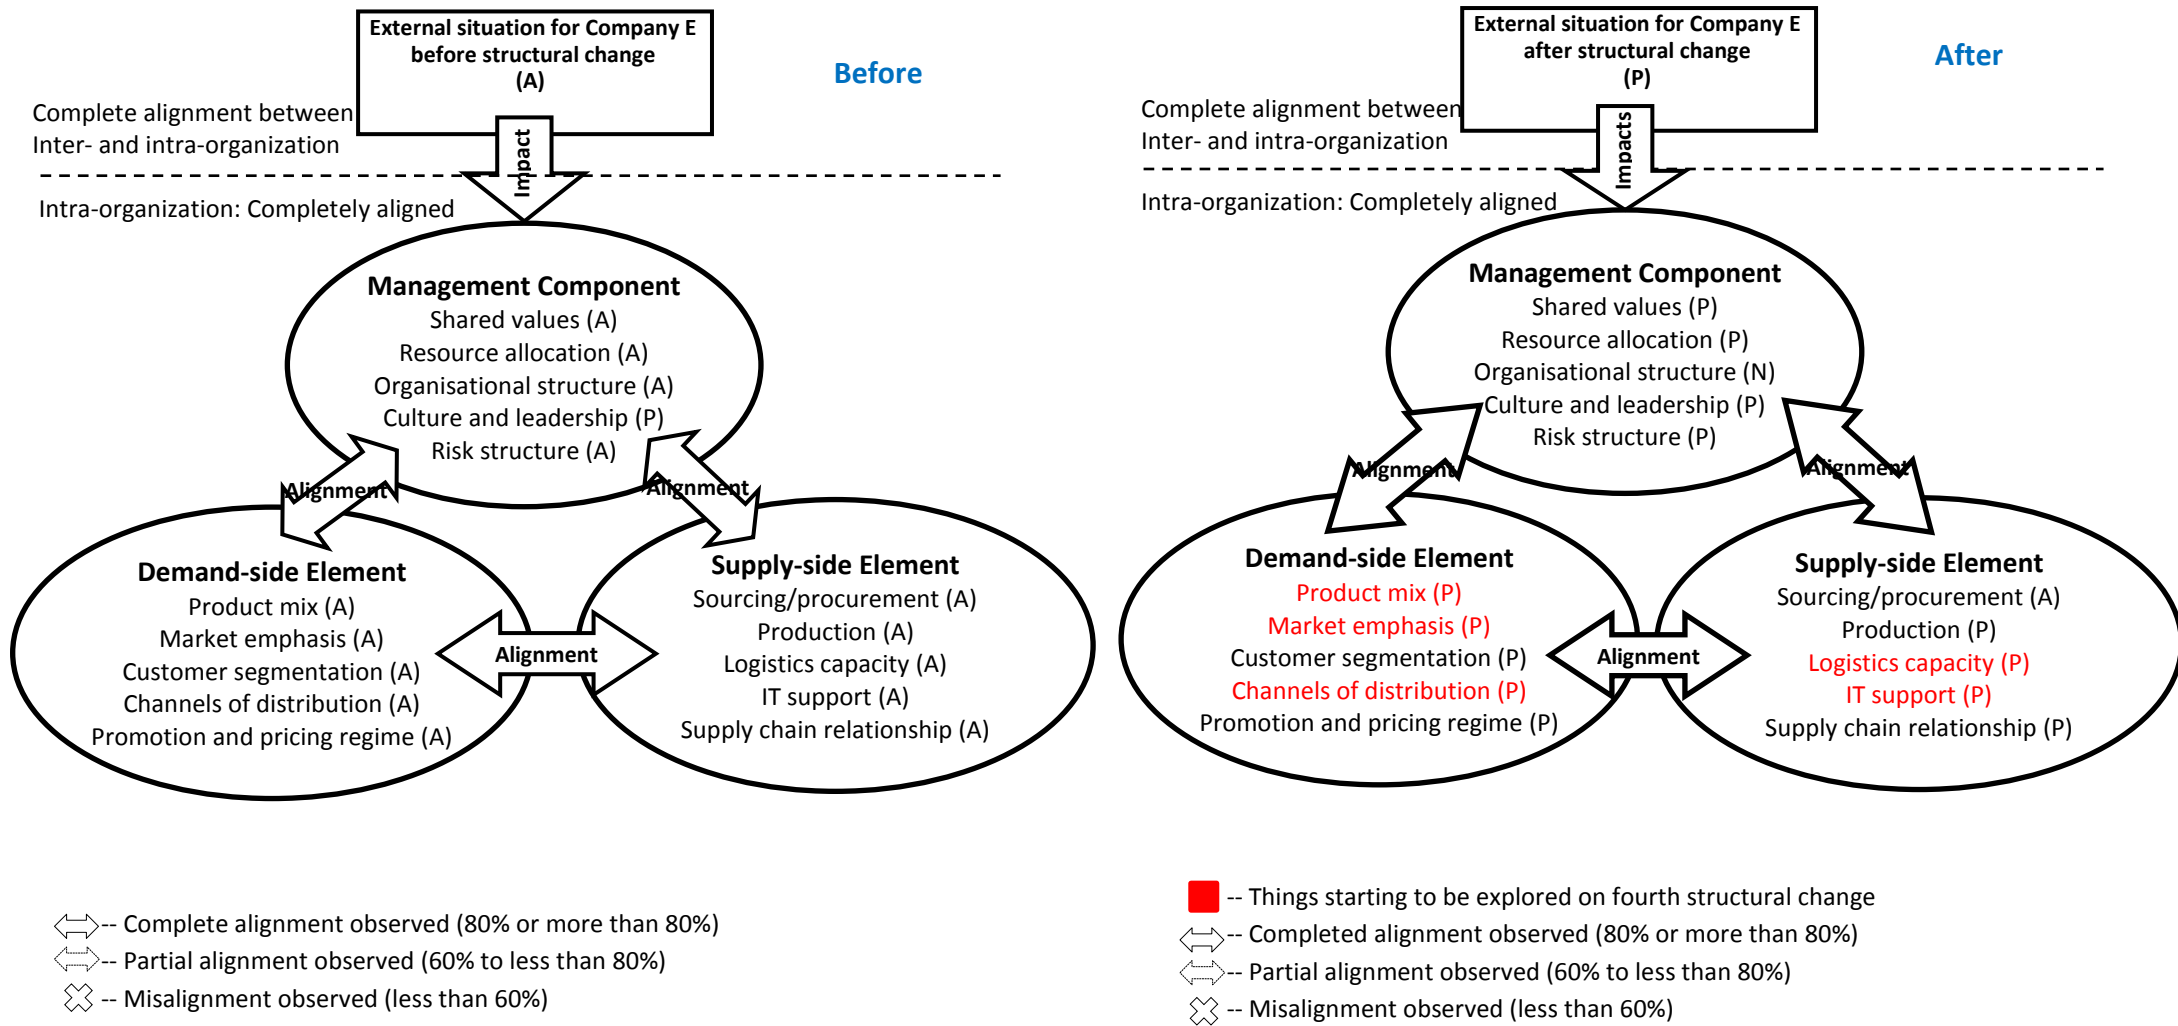 External situation for Company E
before structural change
(A)
Before
Complete alignment between
Inter- and intra-organization
Impact
Intra-organization: Completely aligned
Management Component
Shared values (A)
Resource allocation (A)
Organisational structure (A)
Culture and leadership (P)
Risk structure (A)
Alignment
Alignment
Demand-side Element
Product mix (A)
Market emphasis (A)
Customer segmentation (A)
Channels of distribution (A)
Promotion and pricing regime (A)
Alignment
Supply-side Element
Sourcing/procurement (A)
Production (A)
Logistics capacity (A)
IT support (A)
Supply chain relationship (A)
-- Complete alignment observed (80% or more than 80%)
-- Partial alignment observed (60% to less than 80%)
-- Misalignment observed (less than 60%)
External situation for Company E
after structural change
(P)
After
Complete alignment between
Inter- and intra-organization
Impacts
Intra-organization: Completely aligned
Management Component
Shared values (P)
Resource allocation (P)
Organisational structure (N)
Culture and leadership (P)
Risk structure (P)
Alignment
Alignment
Demand-side Element
Product mix (P)
Market emphasis (P)
Customer segmentation (P)
Channels of distribution (P)
Promotion and pricing regime (P)
Alignment
Supply-side Element
Sourcing/procurement (A)
Production (P)
Logistics capacity (P)
IT support (P)
Supply chain relationship (P)
-- Things starting to be explored on fourth structural change
-- Completed alignment observed (80% or more than 80%)
-- Partial alignment observed (60% to less than 80%)
-- Misalignment observed (less than 60%)